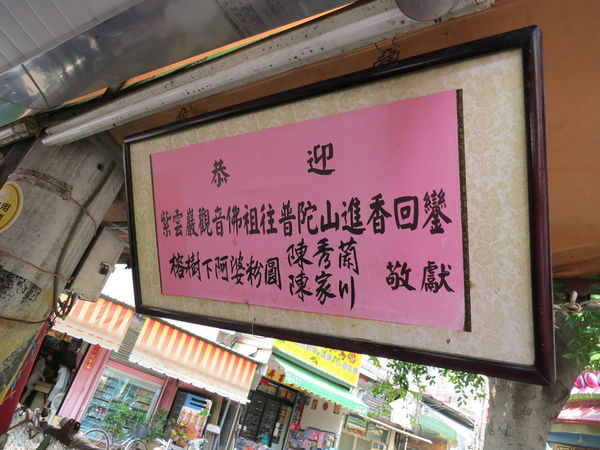 恭迎
紫雲巖觀音佛祖往普陀山進香回鑾
榕樹下阿婆粉圓 陳秀蘭 陳家川 敬獻